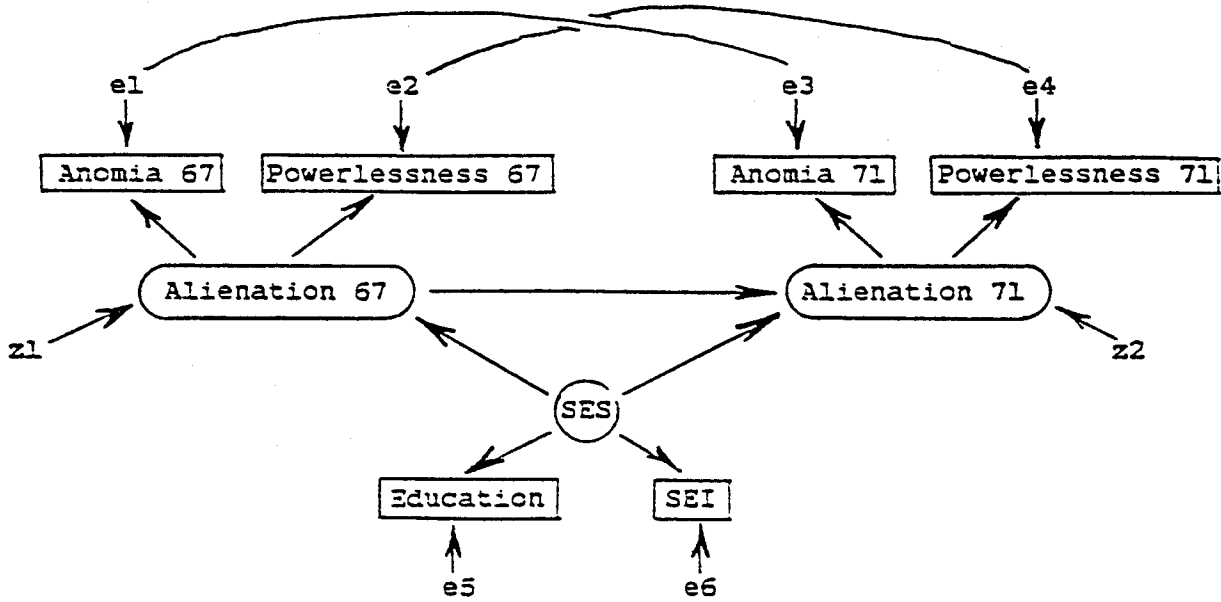 e1 e2 e3 e4
Anomia 67 Powerlessness 67 Anomia 71 Powerlessness 71
Alienation 67 Alienation 71
z1 z2
SES
Education SEI
e5 e6